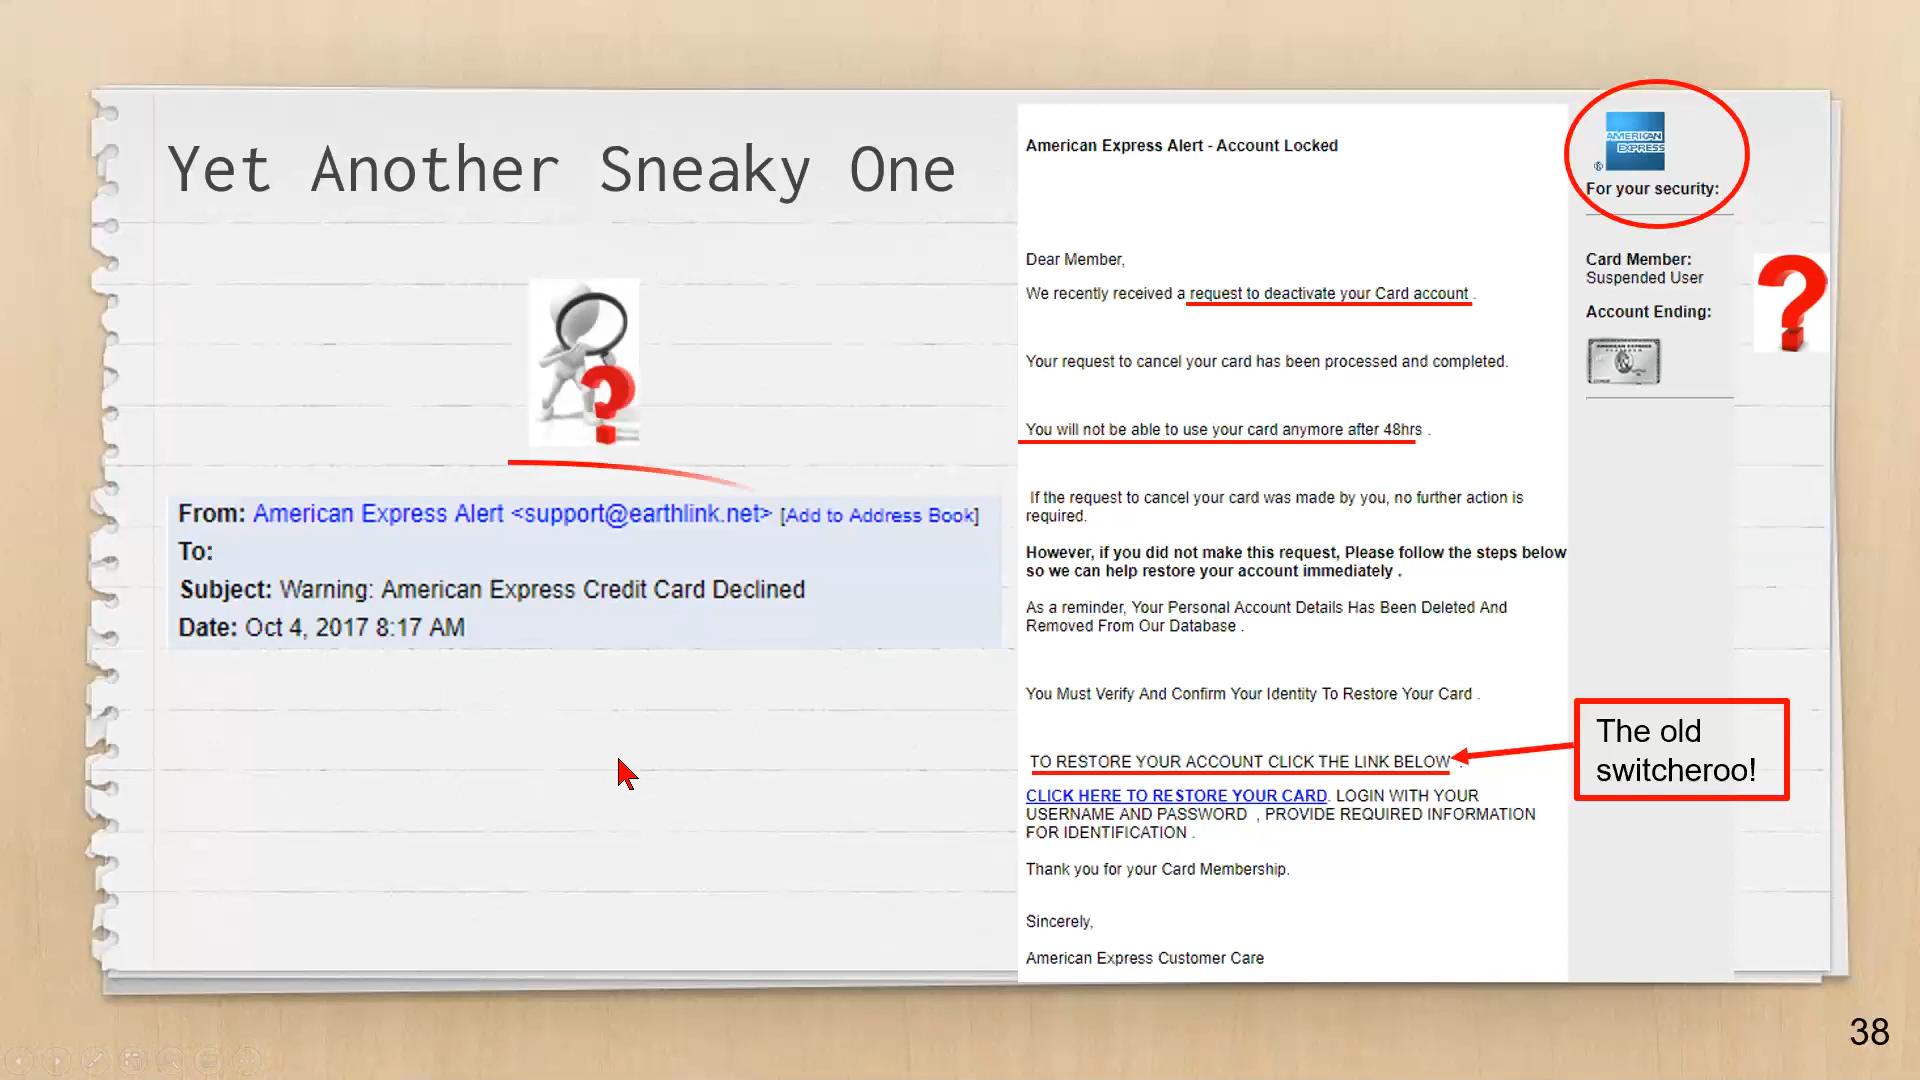 Yet Another Sneaky One
From: American Express Alert <support@earthlink.net> [Add to Address Book]
To:
Subject: Warning: American Express Credit Card Declined
Date: Oct 4, 2017 8:17 AM
American Express Alert - Account Locked
Dear Member,
We recently received a request to deactivate your Card account .
Your request to cancel your card has been processed and completed.
You will not be able to use your card anymore after 48hrs .
If the request to cancel your card was made by you, no further action is
required.
However, if you did not make this request, Please follow the steps below
so we can help restore your account immediately .
As a reminder, Your Personal Account Details Has Been Deleted And
Removed From Our Database .
You Must Verify And Confirm Your Identity To Restore Your Card .
TO RESTORE YOUR ACCOUNT CLICK THE LINK BELOW .
CLICK HERE TO RESTORE YOUR CARD. LOGIN WITH YOUR
USERNAME AND PASSWORD , PROVIDE REQUIRED INFORMATION
FOR IDENTIFICATION .
Thank you for your Card Membership.
Sincerely,
American Express Customer Care
AMERICAN
EXPRESS
®
For your security:
Card Member:
Suspended User
Account Ending:
AMERICAN EXPRESS
?
?
The old
switcheroo!
38